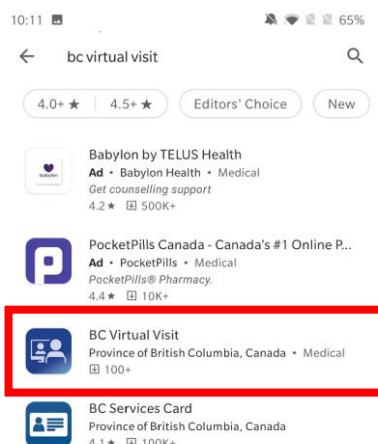 10:11 65%
bc virtual visit
4.0+ ★ 4.5+ ★ Editors' Choice New
Babylon by TELUS Health
Ad • Babylon Health • Medical
Get counselling support
4.2 ★ 500K+
PocketPills Canada - Canada's #1 Online P...
Ad • PocketPills • Medical
PocketPills® Pharmacy.
4.4 ★ 10K+
BC Virtual Visit
Province of British Columbia, Canada • Medical
100+
BC Services Card
Province of British Columbia, Canada
4.1 ★ 100K+